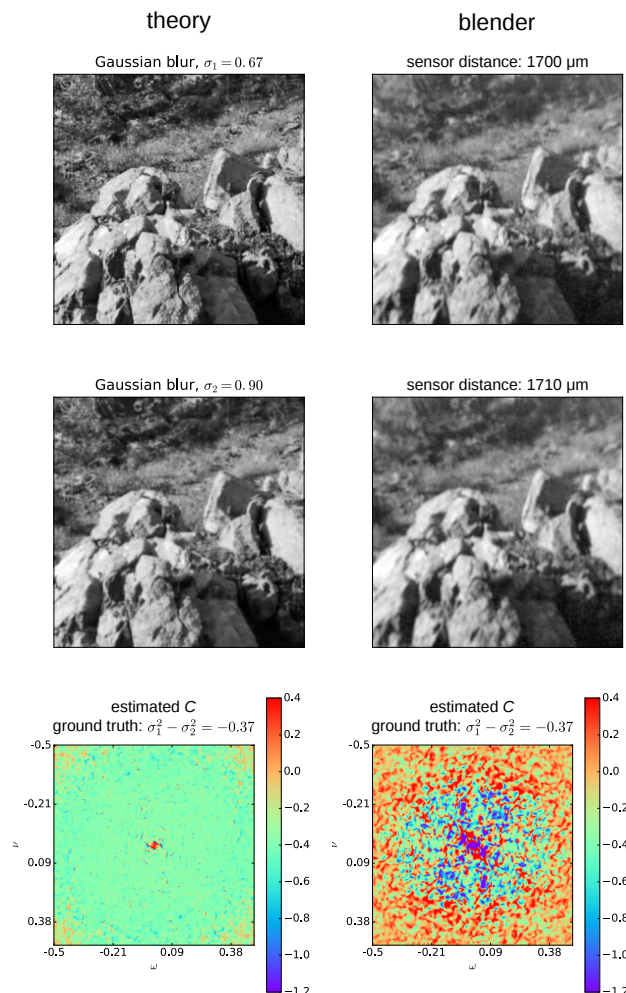 theory
blender
Gaussian blur, σ₁ = 0.67
sensor distance: 1700 µm
Gaussian blur, σ₂ = 0.90
sensor distance: 1710 µm
estimated C
ground truth: σ₁² − σ₂² = −0.37
-0.5
-0.21
0.09
0.38
ν
-0.5
-0.21
0.09
0.38
ω
0.4
0.2
0.0
−0.2
−0.4
−0.6
−0.8
−1.0
−1.2
estimated C
ground truth: σ₁² − σ₂² = −0.37
-0.5
-0.21
0.09
0.38
ν
-0.5
-0.21
0.09
0.38
ω
0.4
0.2
0.0
−0.2
−0.4
−0.6
−0.8
−1.0
−1.2